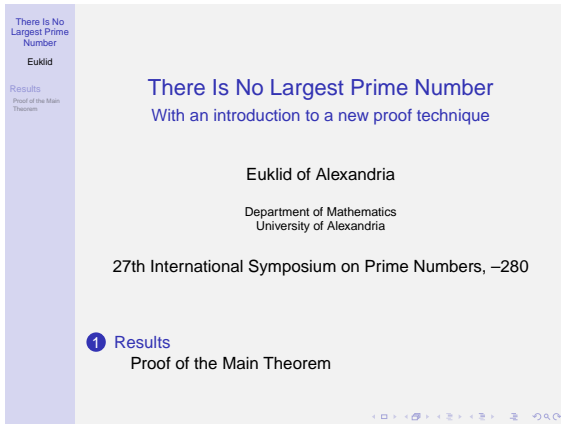 There Is No
Largest Prime
Number
Euklid
Results
Proof of the Main
Theorem
There Is No Largest Prime Number
With an introduction to a new proof technique
Euklid of Alexandria
Department of Mathematics
University of Alexandria
27th International Symposium on Prime Numbers, –280
1 Results
Proof of the Main Theorem